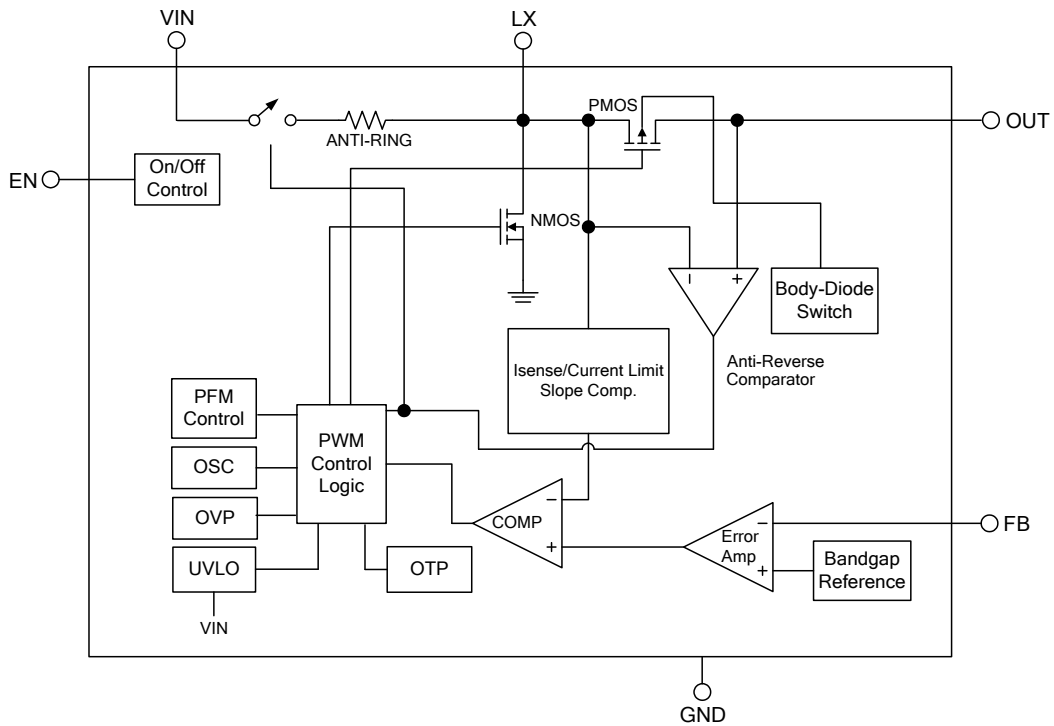 VIN
LX
PMOS
OUT
ANTI-RING
EN
On/Off
Control
NMOS
Body-Diode
Switch
Isense/Current Limit
Slope Comp.
Anti-Reverse
Comparator
PFM
Control
PWM
Control
Logic
OSC
OVP
COMP
Error
Amp
FB
UVLO
OTP
Bandgap
Reference
VIN
GND